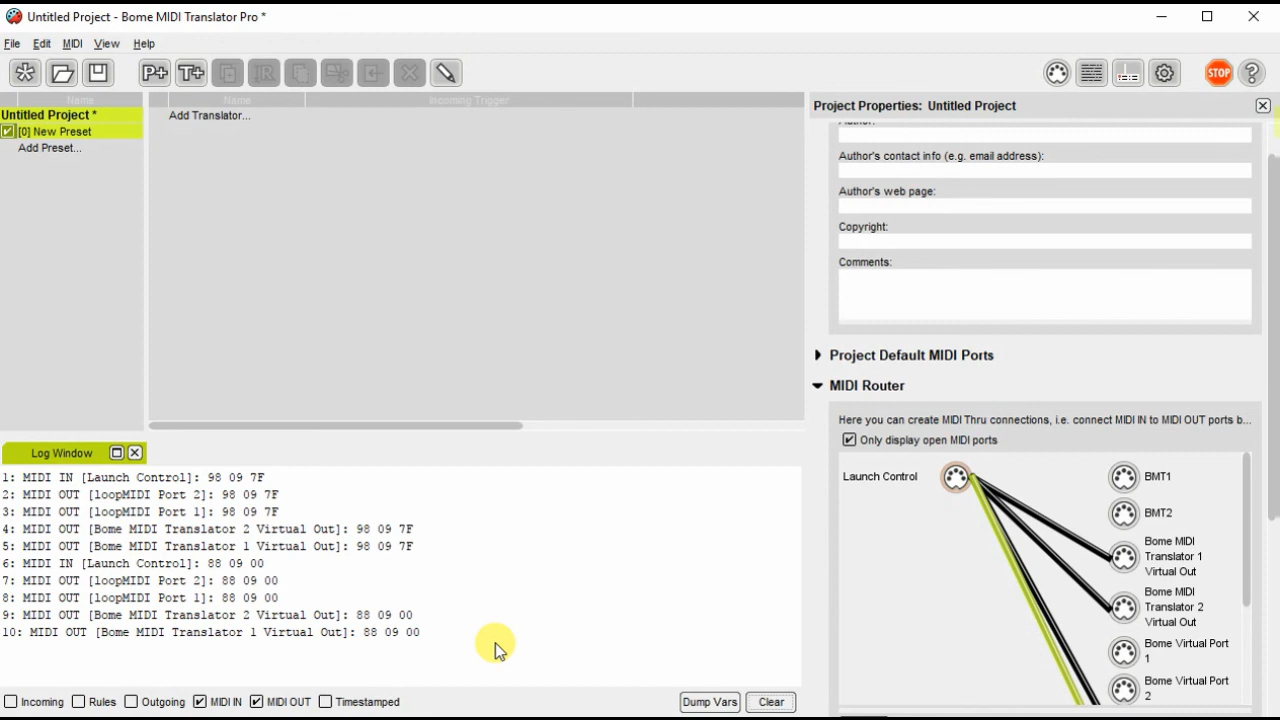 Untitled Project - Bome MIDI Translator Pro *
File Edit MIDI View Help
P+ T+
STOP ?
Name
Untitled Project *
[0] New Preset
Add Preset...
Name Incoming Trigger
Add Translator...
Project Properties: Untitled Project
Author:
Author's contact info (e.g. email address):
Author's web page:
Copyright:
Comments:
Project Default MIDI Ports
MIDI Router
Here you can create MIDI Thru connections, i.e. connect MIDI IN to MIDI OUT ports b...
Only display open MIDI ports
Launch Control
BMT1
BMT2
Bome MIDI
Translator 1
Virtual Out
Bome MIDI
Translator 2
Virtual Out
Bome Virtual Port
1
Bome Virtual Port
2
Log Window
1: MIDI IN [Launch Control]: 98 09 7F
2: MIDI OUT [loopMIDI Port 2]: 98 09 7F
3: MIDI OUT [loopMIDI Port 1]: 98 09 7F
4: MIDI OUT [Bome MIDI Translator 2 Virtual Out]: 98 09 7F
5: MIDI OUT [Bome MIDI Translator 1 Virtual Out]: 98 09 7F
6: MIDI IN [Launch Control]: 88 09 00
7: MIDI OUT [loopMIDI Port 2]: 88 09 00
8: MIDI OUT [loopMIDI Port 1]: 88 09 00
9: MIDI OUT [Bome MIDI Translator 2 Virtual Out]: 88 09 00
10: MIDI OUT [Bome MIDI Translator 1 Virtual Out]: 88 09 00
Incoming Rules Outgoing MIDI IN MIDI OUT Timestamped Dump Vars Clear